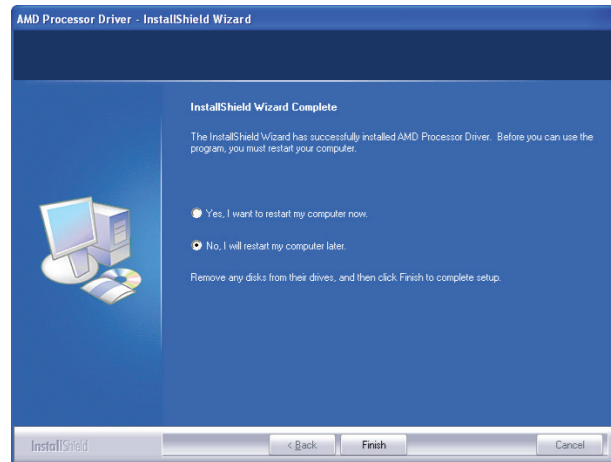 AMD Processor Driver - InstallShield Wizard
InstallShield Wizard Complete
The InstallShield Wizard has successfully installed AMD Processor Driver. Before you can use the
program, you must restart your computer.
Yes, I want to restart my computer now.
No, I will restart my computer later.
Remove any disks from their drives, and then click Finish to complete setup.
InstallShield
< Back
Finish
Cancel